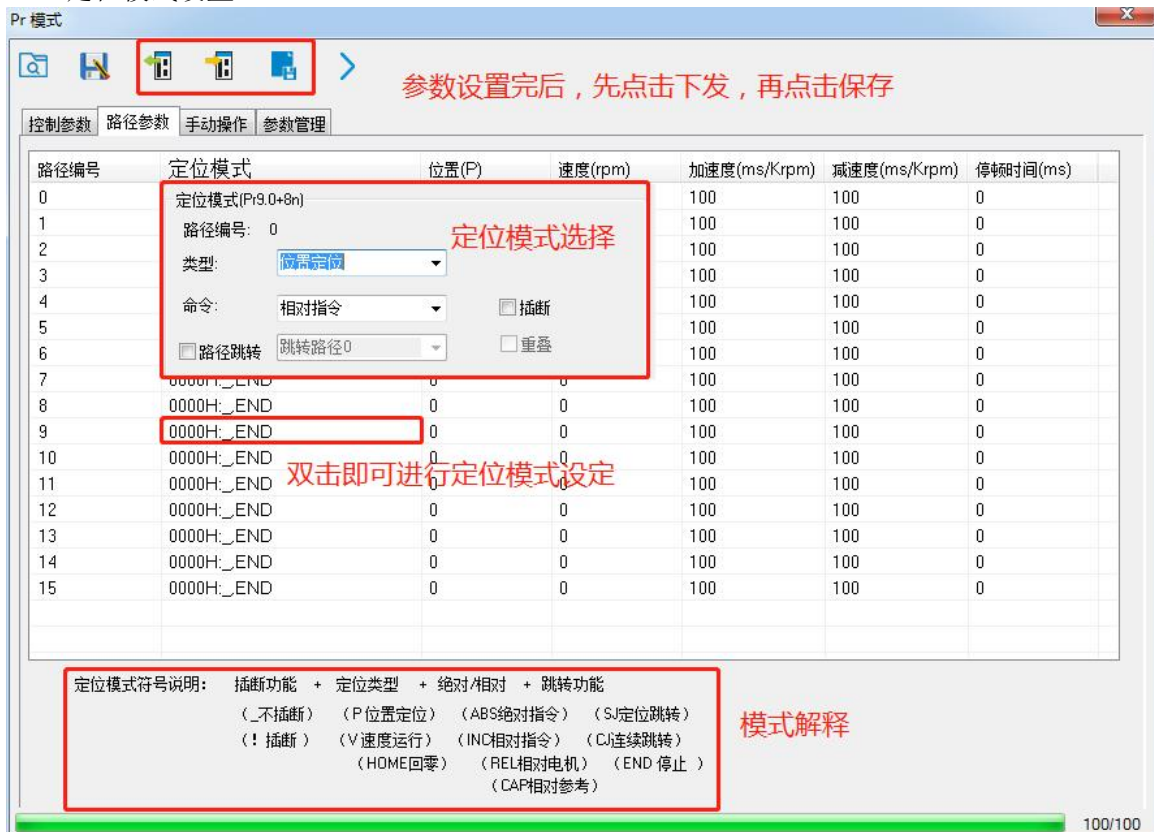 Pr 模式
参数设置完后，先点击下发，再点击保存
控制参数 路径参数 手动操作 参数管理
路径编号 定位模式 位置(P) 速度(rpm) 加速度(ms/Krpm) 减速度(ms/Krpm) 停顿时间(ms)
0 定位模式(Pr9.0+8n) 100 100 0
1 路径编号: 0 定位模式选择 100 100 0
2 类型: 位置定位 100 100 0
3 100 100 0
4 命令: 相对指令 插断 100 100 0
5 100 100 0
6 路径跳转 跳转路径0 重叠 100 100 0
7 0000H:_,END 0 0 100 100 0
8 0000H:_,END 0 0 100 100 0
9 0000H:_,END 0 0 100 100 0
10 0000H:_,END 0 0 100 100 0
双击即可进行定位模式设定
11 0000H:_,END 0 0 100 100 0
12 0000H:_,END 0 0 100 100 0
13 0000H:_,END 0 0 100 100 0
14 0000H:_,END 0 0 100 100 0
15 0000H:_,END 0 0 100 100 0
定位模式符号说明: 插断功能 + 定位类型 + 绝对/相对 + 跳转功能
(_不插断) (P位置定位) (ABS绝对指令) (SJ定位跳转)
模式解释
(! 插断 ) (V速度运行) (INC相对指令) (CJ连续跳转)
(HOME回零) (REL相对电机) (END 停止 )
(CAP相对参考)
100/100